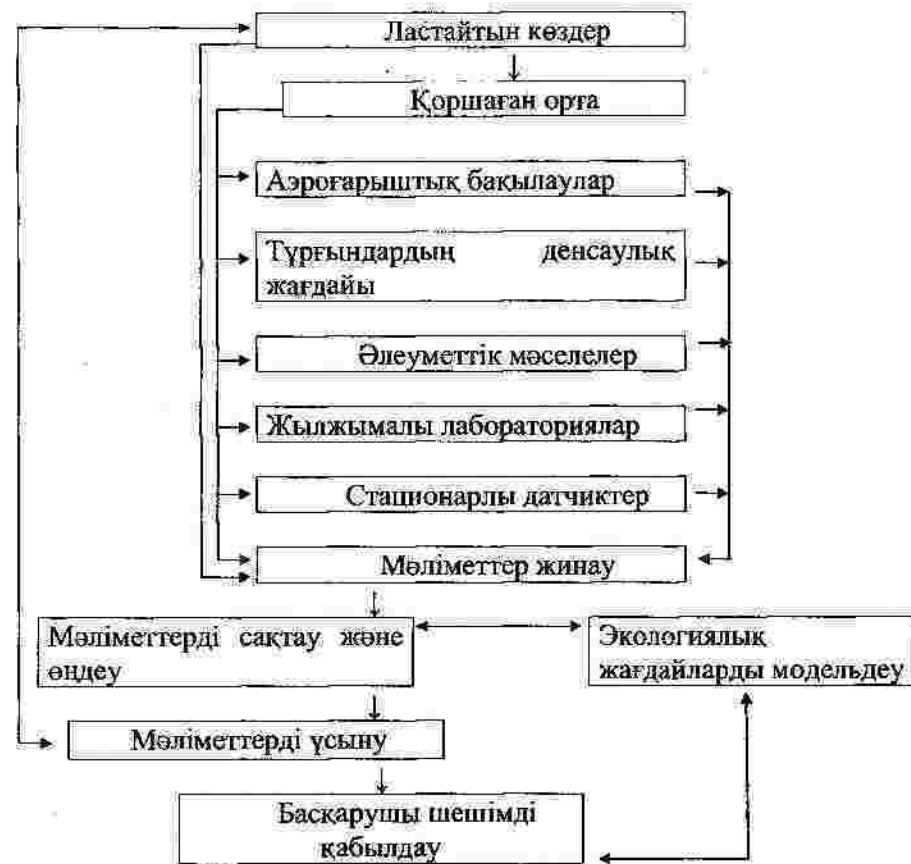 Ластайтын көздер
Қоршаған орта
Аэроғарыштық бақылаулар
Тұрғындардың денсаулық
жағдайы
Әлеуметтік мәселелер
Жылжымалы лабораториялар
Стационарлы датчиктер
Мәліметтер жинау
Мәліметтерді сақтау және
өңдеу
Экологиялық
жағдайларды модельдеу
Мәліметтерді ұсыну
Басқарушы шешімді
қабылдау